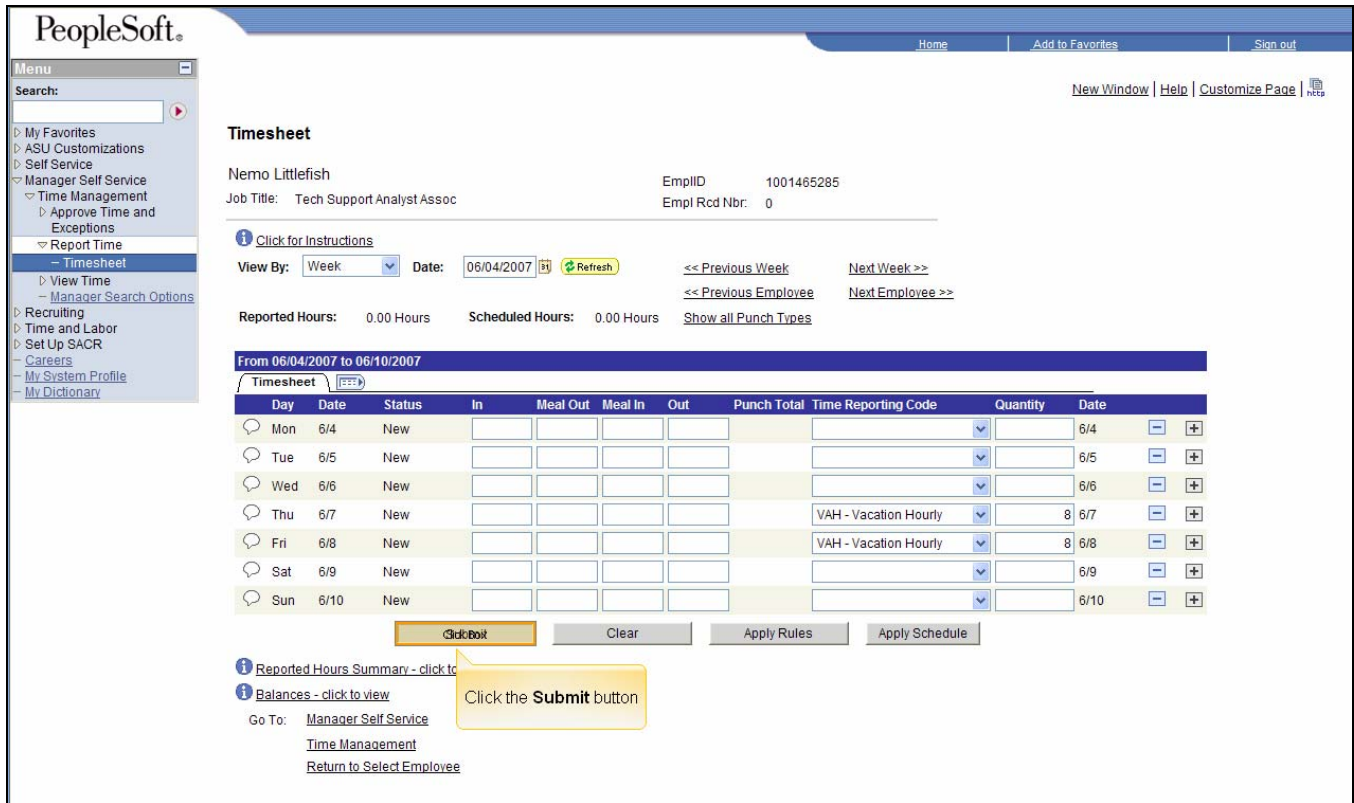 PeopleSoft®
Home Add to Favorites Sign out
Menu
Search:
New Window | Help | Customize Page | http
My Favorites
ASU Customizations
Self Service
Manager Self Service
Time Management
Approve Time and
Exceptions
Report Time
Timesheet
View Time
Manager Search Options
Recruiting
Time and Labor
Set Up SACR
Careers
My System Profile
My Dictionary
Timesheet
Nemo Littlefish
EmplID 1001465285
Job Title: Tech Support Analyst Assoc
Empl Rcd Nbr: 0
Click for Instructions
View By: Week Date: 06/04/2007 31 Refresh << Previous Week Next Week >>
<< Previous Employee Next Employee >>
Reported Hours: 0.00 Hours Scheduled Hours: 0.00 Hours Show all Punch Types
From 06/04/2007 to 06/10/2007
Timesheet
Day Date Status In Meal Out Meal In Out Punch Total Time Reporting Code Quantity Date
Mon 6/4 New 6/4
Tue 6/5 New 6/5
Wed 6/6 New 6/6
Thu 6/7 New VAH - Vacation Hourly 8 6/7
Fri 6/8 New VAH - Vacation Hourly 8 6/8
Sat 6/9 New 6/9
Sun 6/10 New 6/10
Clear Apply Rules Apply Schedule
Reported Hours Summary - click to
Balances - click to view
Click the Submit button
Go To: Manager Self Service
Time Management
Return to Select Employee